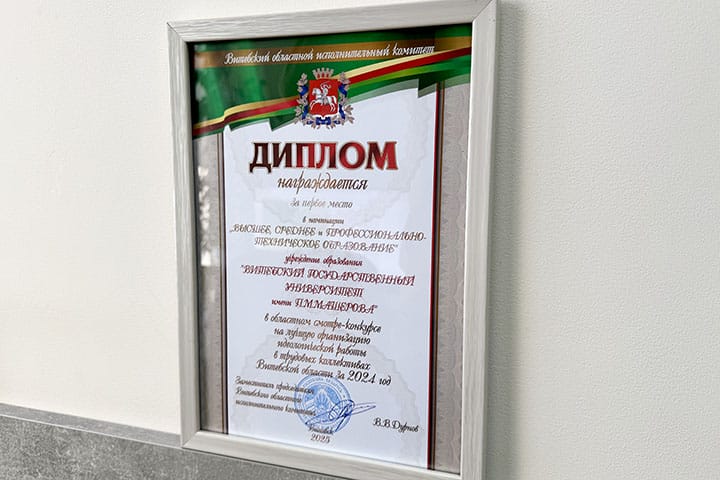 Витебский областной исполнительный комитет
ДИПЛОМ
награждается
за первое место
в номинации
„ВЫСШЕЕ, СРЕДНЕЕ и ПРОФЕССИОНАЛЬНО-
ТЕХНИЧЕСКОЕ ОБРАЗОВАНИЕ"
учреждение образования
"ВИТЕБСКИЙ ГОСУДАРСТВЕННЫЙ
УНИВЕРСИТЕТ
имени П.М.МАШЕРОВА"
в областном смотре-конкурсе
на лучшую организацию
идеологической работы
в трудовых коллективах
Витебской области за 2024 год
Заместитель председателя
Витебского областного
исполнительного комитета
В.В.Дурнов
Витебск
2025